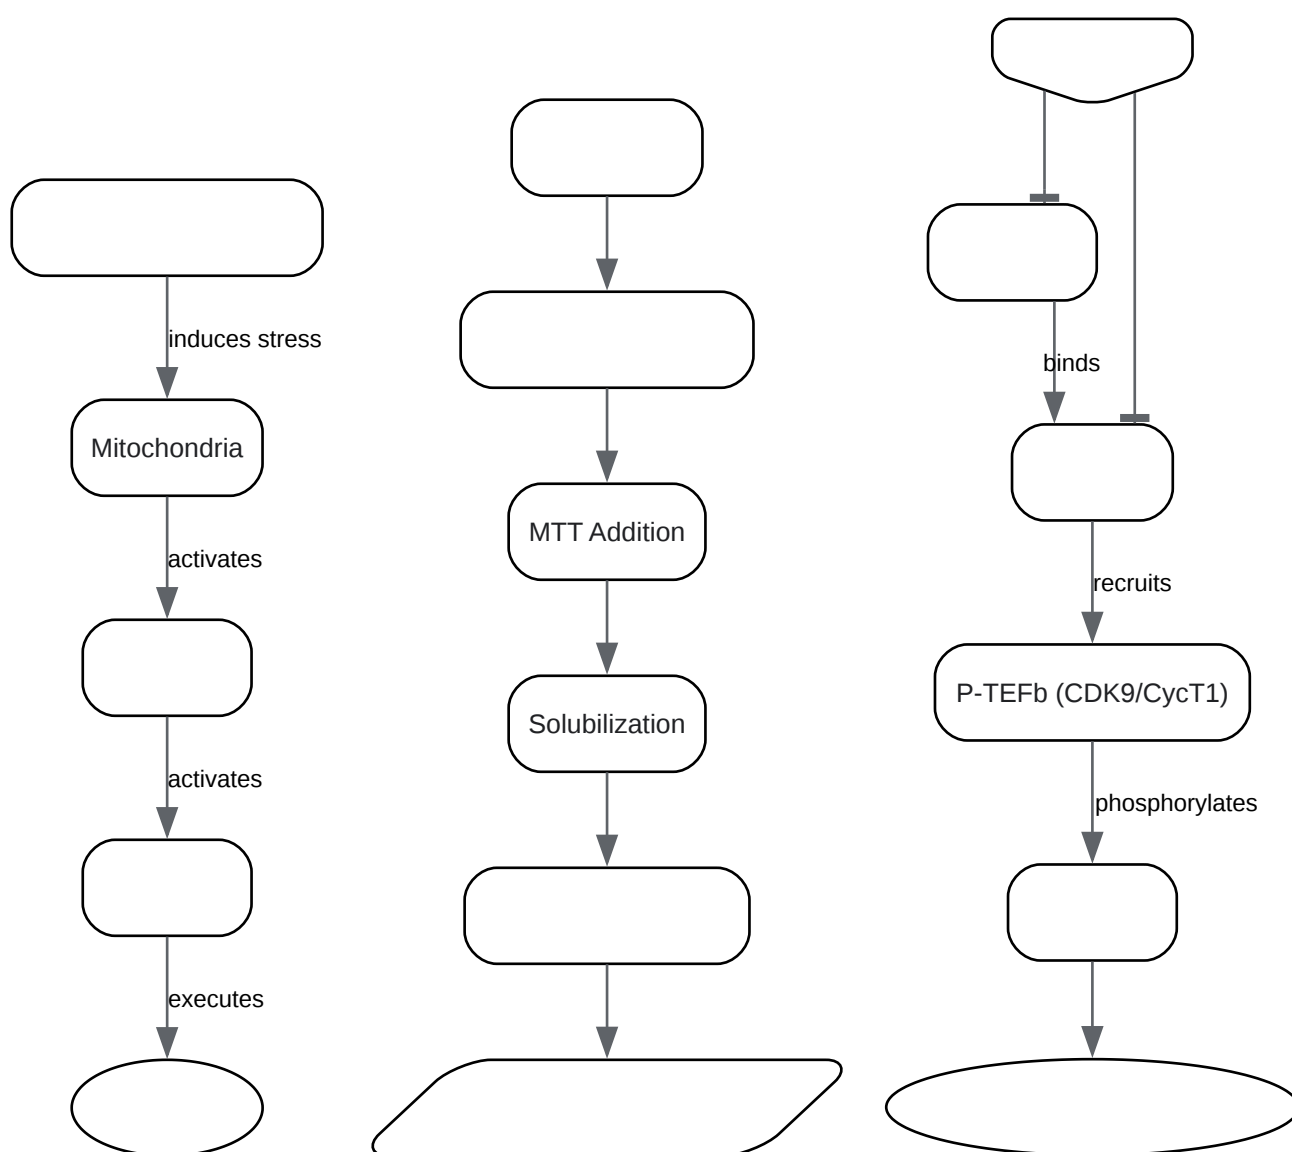 induces stress
Mitochondria
activates
activates
executes
MTT Addition
Solubilization
binds
recruits
P-TEFb (CDK9/CycT1)
phosphorylates